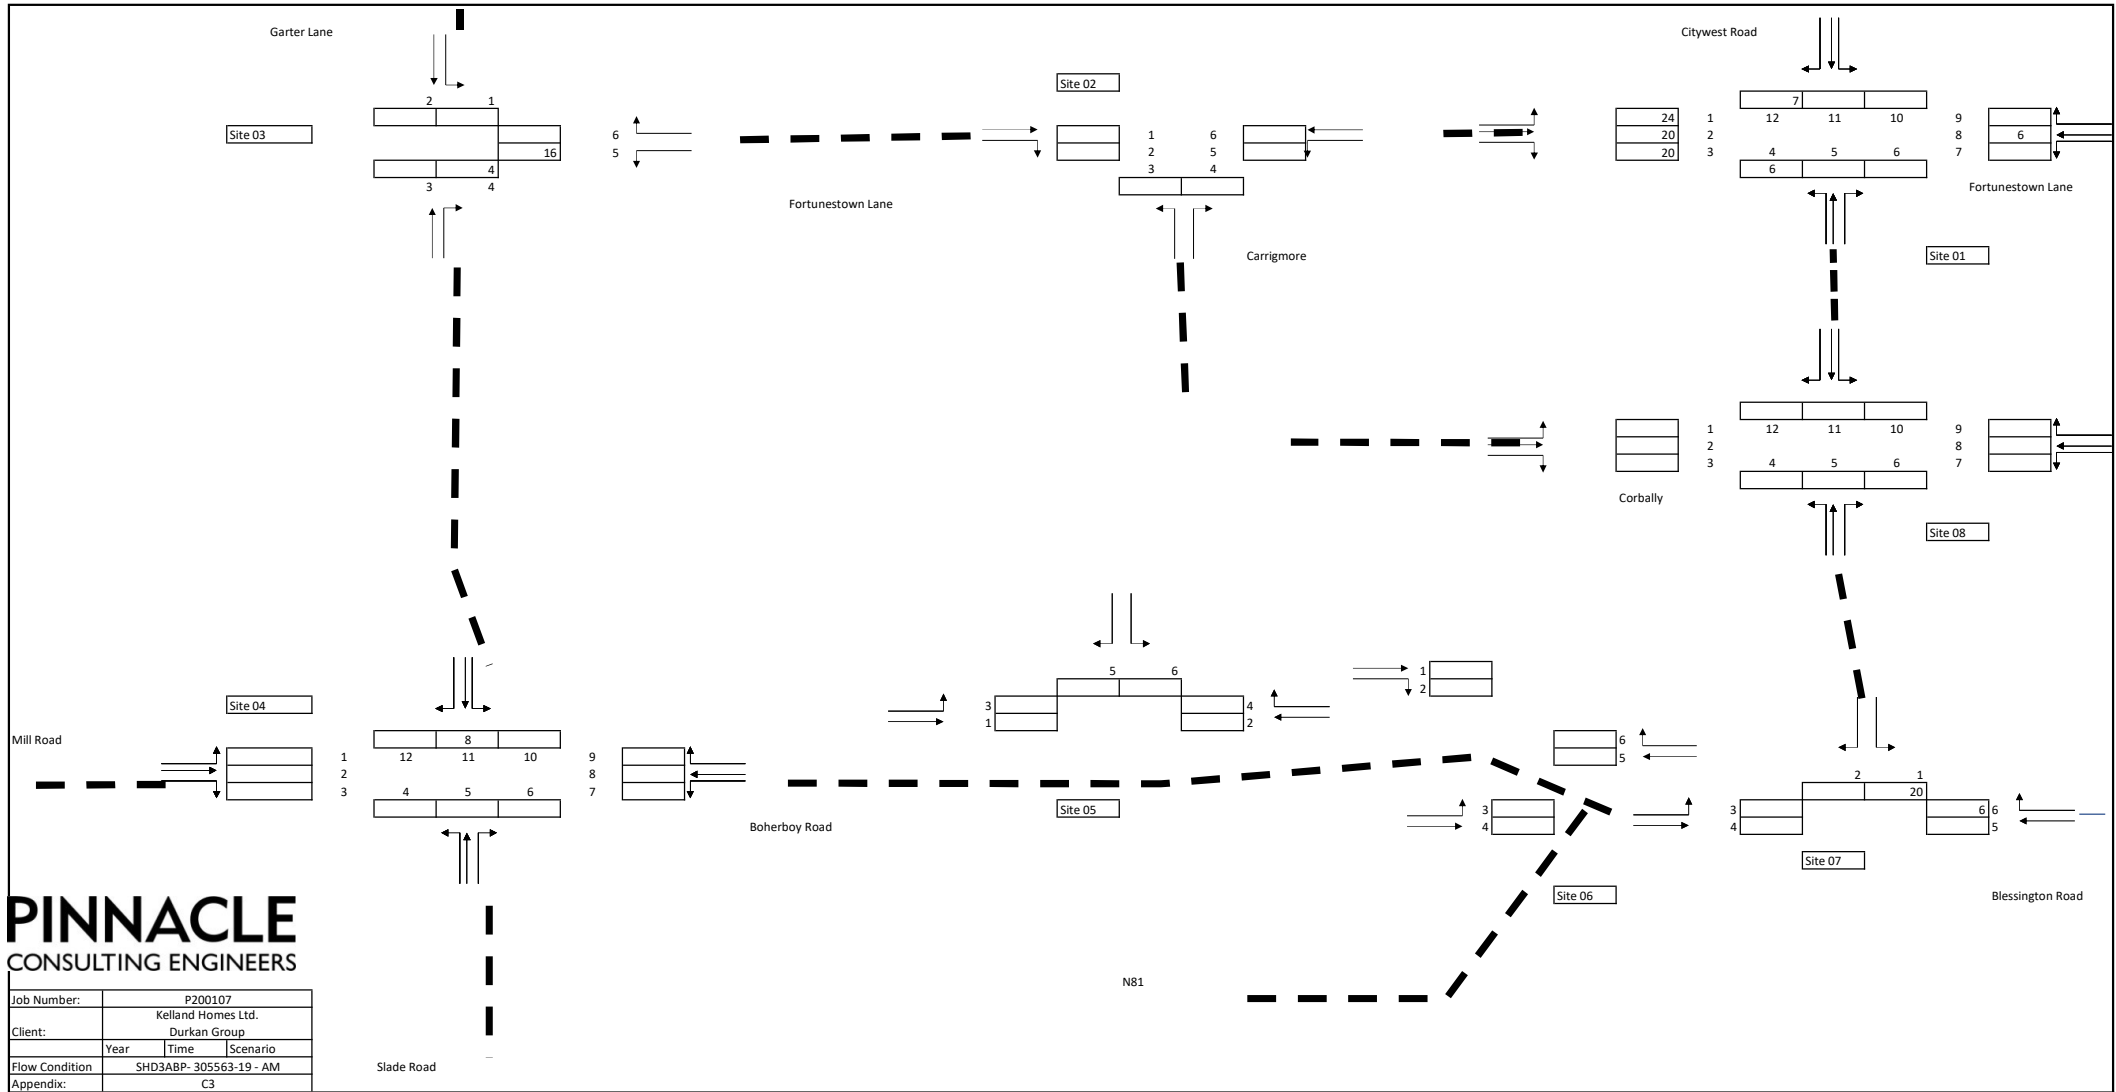 Garter Lane
Citywest Road
Site 02
2 1
7
Site 03
6
5
16
4
3 4
1 6
2 5
3 4
24 1 12 11 10 9
20 2 8 6
20 3 4 5 6 7
6
Fortunestown Lane
Fortunestown Lane
Carrigmore
Site 01
1 12 11 10 9
2 8
3 4 5 6 7
Corbally
Site 08
5 6
1
2
3 4
1 2
Site 04
Mill Road
8
1 12 11 10 9
2 8
3 4 5 6 7
6
5
2 1
20
3 6 6
4 5
3
4
Site 05
Boherboy Road
Site 07
Site 06
Blessington Road
PINNACLE
CONSULTING ENGINEERS
N81
Job Number: P200107
Kelland Homes Ltd.
Client: Durkan Group
Year Time Scenario
Flow Condition SHD3ABP- 305563-19 - AM
Appendix: C3
Slade Road